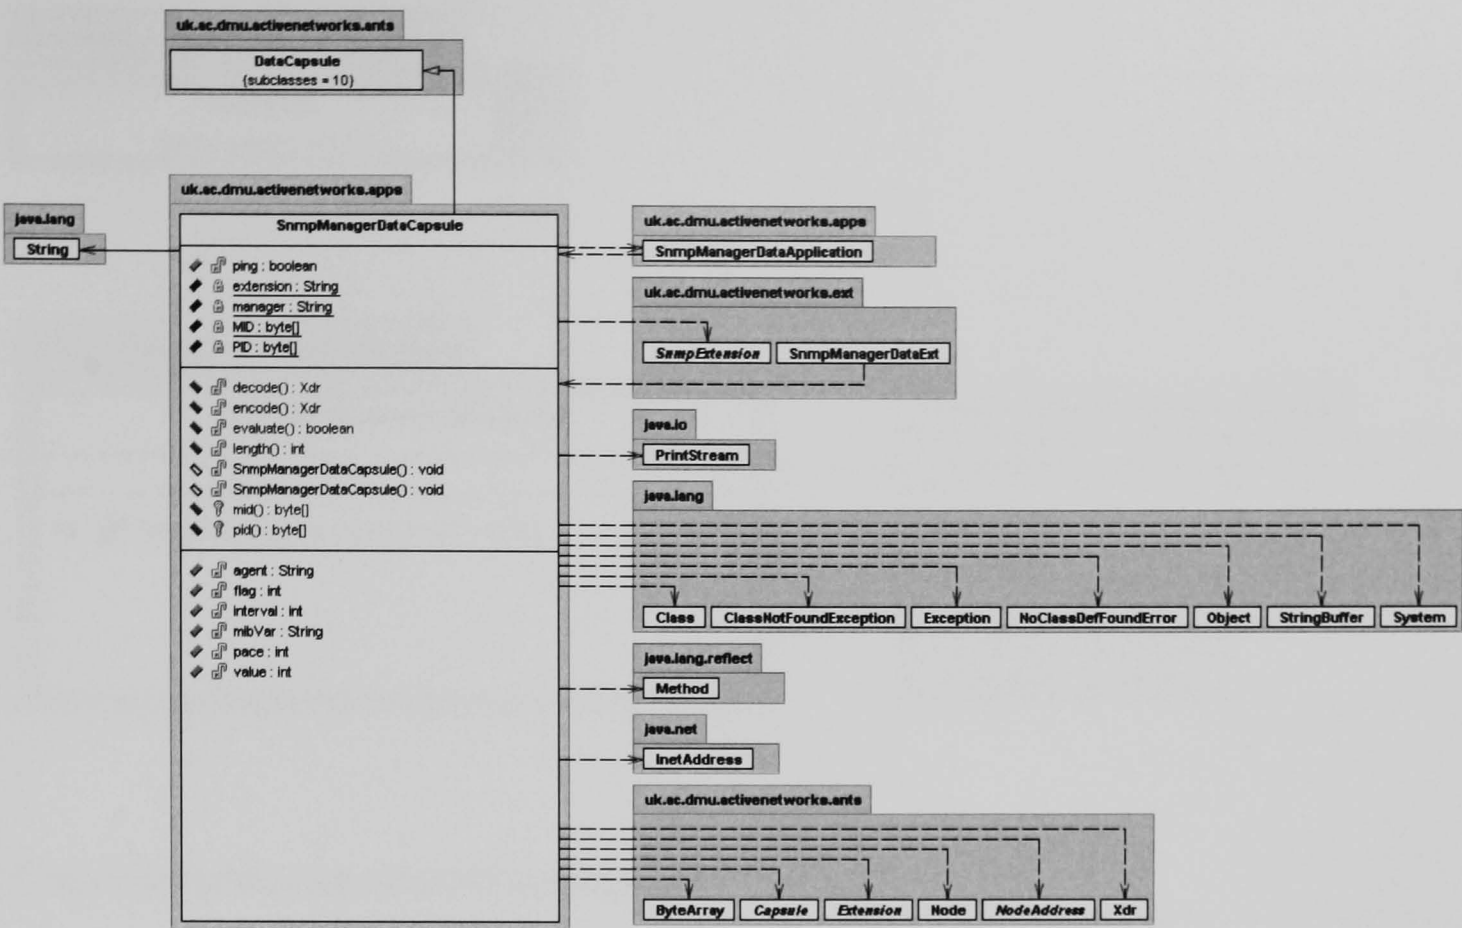 uk.ac.dmu.activenetworks.ants
DataCapsule
{subclasses = 10}
uk.ac.dmu.activenetworks.apps
java.lang
String
SnmpManagerDataCapsule
ping : boolean
extension : String
manager : String
MID : byte[]
PID : byte[]
decode() : Xdr
encode() : Xdr
evaluate() : boolean
length() : int
SnmpManagerDataCapsule() : void
SnmpManagerDataCapsule() : void
mid() : byte[]
pid() : byte[]
agent : String
flag : int
interval : int
mibVar : String
pace : int
value : int
uk.ac.dmu.activenetworks.apps
SnmpManagerDataApplication
uk.ac.dmu.activenetworks.ext
SnmpExtension SnmpManagerDataExt
java.io
PrintStream
java.lang
Class ClassNotFoundException Exception NoClassDefFoundError Object StringBuffer System
java.lang.reflect
Method
java.net
InetAddress
uk.ac.dmu.activenetworks.ants
ByteArray Capsule Extension Node NodeAddress Xdr